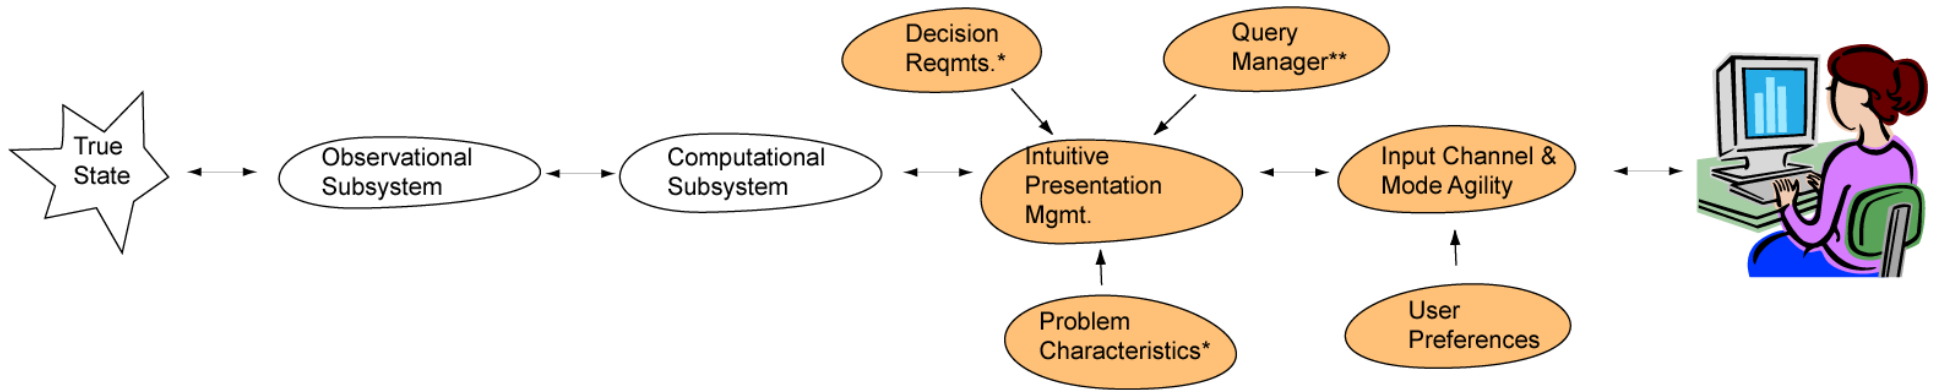 True
State
Observational
Subsystem
Computational
Subsystem
Decision
Reqmts.*
Query
Manager**
Intuitive
Presentation
Mgmt.
Input Channel &
Mode Agility
Problem
Characteristics*
User
Preferences